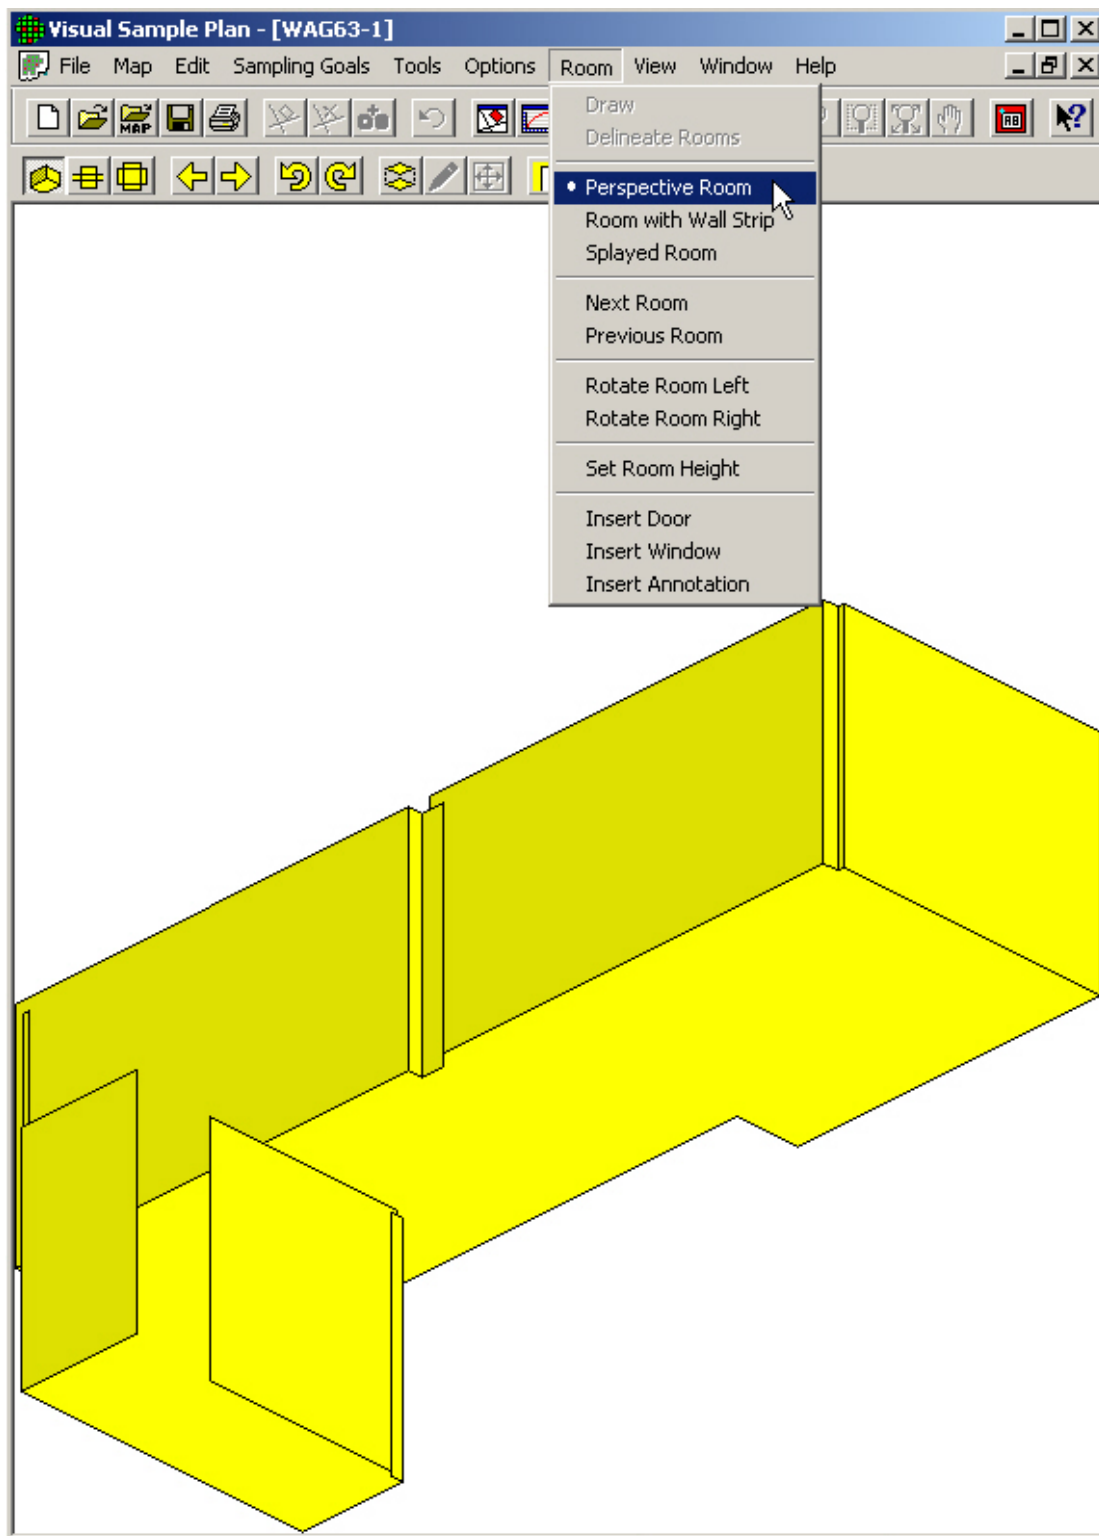 Visual Sample Plan - [WAG63-1]
File Map Edit Sampling Goals Tools Options Room View Window Help
MAP
AB
Draw
Delineate Rooms
Perspective Room
Room with Wall Strip
Splayed Room
Next Room
Previous Room
Rotate Room Left
Rotate Room Right
Set Room Height
Insert Door
Insert Window
Insert Annotation